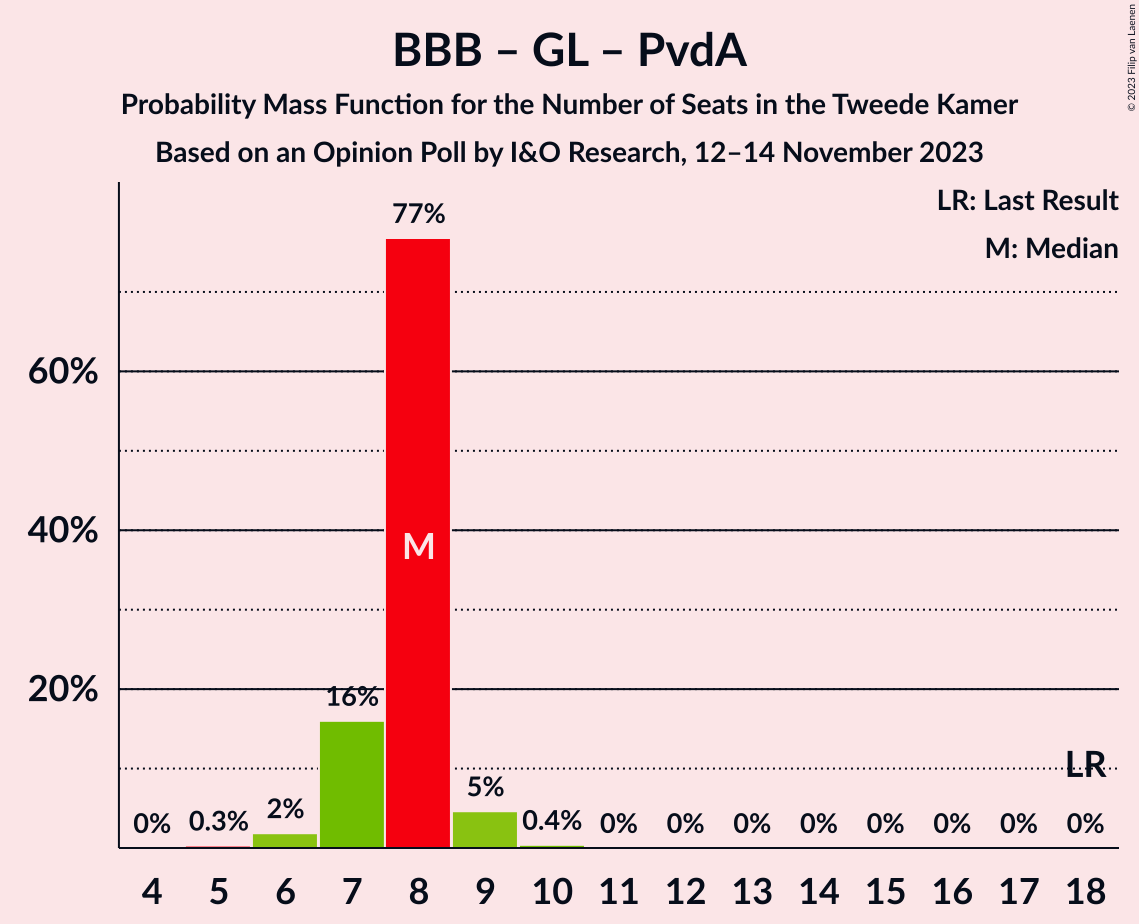 BBB – GL – PvdA
Probability Mass Function for the Number of Seats in the Tweede Kamer
Based on an Opinion Poll by I&O Research, 12–14 November 2023
© 2023 Filip van Laenen
LR: Last Result
M: Median
77%
60%
40%
M
20%
16%
LR
0% 0.3% 2% 5% 0.4% 0% 0% 0% 0% 0% 0% 0% 0%
4 5 6 7 8 9 10 11 12 13 14 15 16 17 18